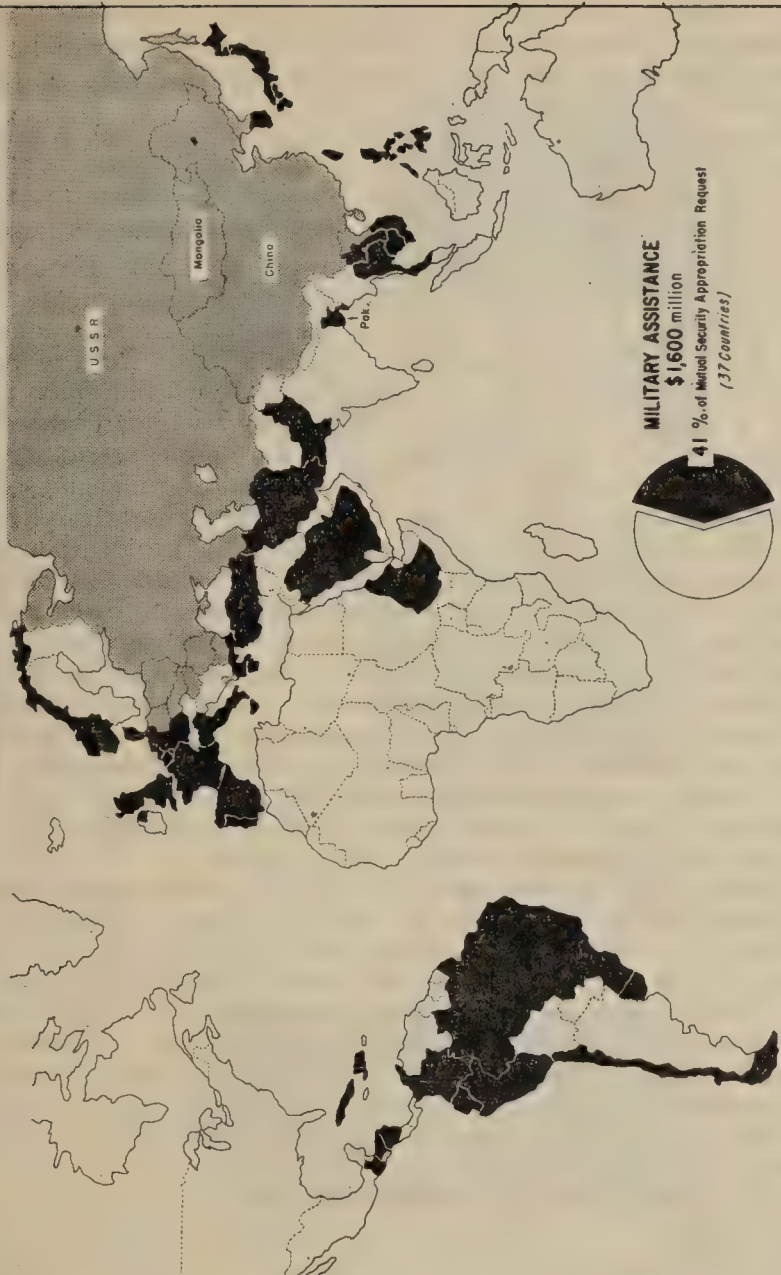 USSR
Mongolia
China
Pak.
MILITARY ASSISTANCE
$1,600 million
41 %. of Mutual Security Appropriation Request
(37 Countries)